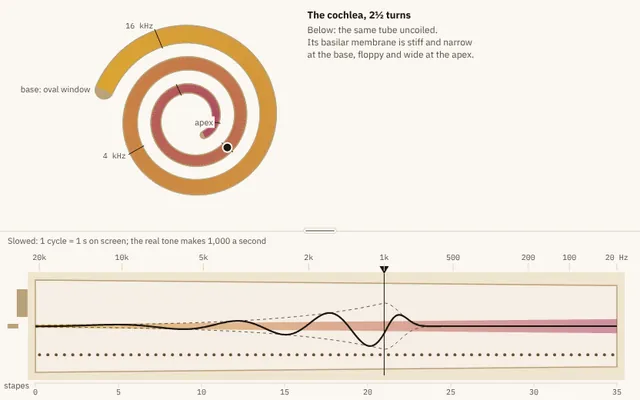 16 kHz
The cochlea, 2½ turns
Below: the same tube uncoiled.
Its basilar membrane is stiff and narrow
at the base, floppy and wide at the apex.
base: oval window
apex
4 kHz
Slowed: 1 cycle = 1 s on screen; the real tone makes 1,000 a second
20k 10k 5k 2k 1k 500 200 100 20 Hz
stapes
0 5 10 15 20 25 30 35